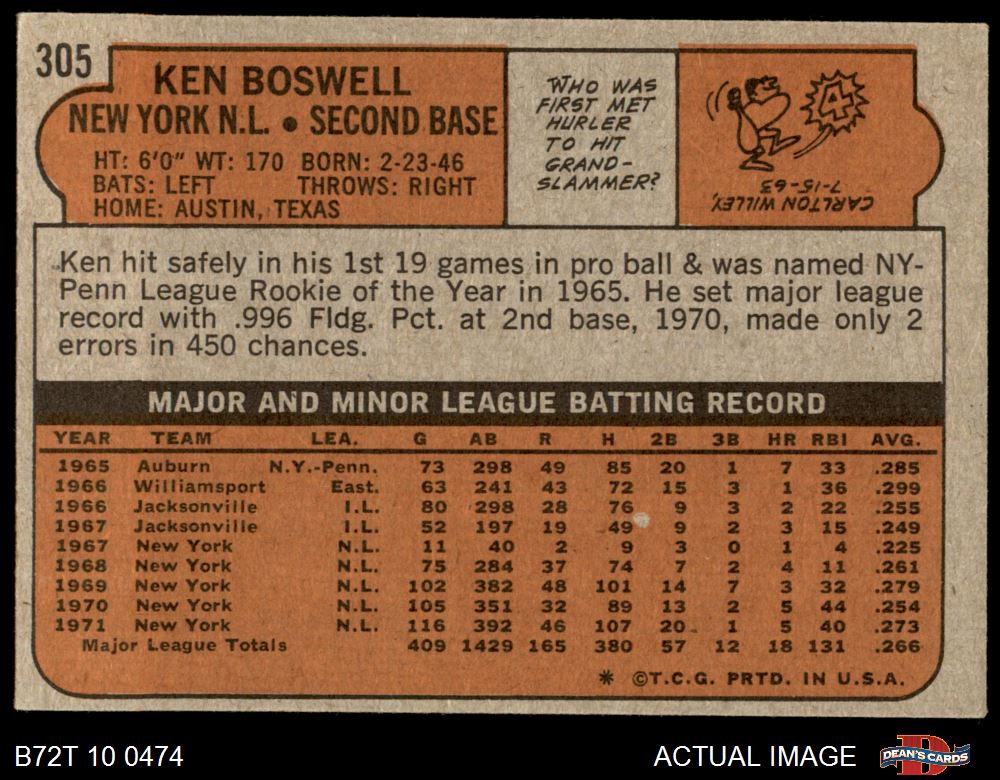 305
KEN BOSWELL
NEW YORK N.L. • SECOND BASE
HT: 6'0" WT: 170 BORN: 2-23-46
BATS: LEFT THROWS: RIGHT
HOME: AUSTIN, TEXAS
WHO WAS
FIRST MET
HURLER
TO HIT
GRAND-
SLAMMER?
4
CARLTON WILLEY,
7-15-63
Ken hit safely in his 1st 19 games in pro ball & was named NY-
Penn League Rookie of the Year in 1965. He set major league
record with .996 Fldg. Pct. at 2nd base, 1970, made only 2
errors in 450 chances.
MAJOR AND MINOR LEAGUE BATTING RECORD
YEAR TEAM LEA. G AB R H 2B 3B HR RBI AVG.
1965 Auburn N.Y.-Penn. 73 298 49 85 20 1 7 33 .285
1966 Williamsport East. 63 241 43 72 15 3 1 36 .299
1966 Jacksonville I.L. 80 298 28 76 9 3 2 22 .255
1967 Jacksonville I.L. 52 197 19 49 9 2 3 15 .249
1967 New York N.L. 11 40 2 9 3 0 1 4 .225
1968 New York N.L. 75 284 37 74 7 2 4 11 .261
1969 New York N.L. 102 382 48 101 14 7 3 32 .279
1970 New York N.L. 105 351 32 89 13 2 5 44 .254
1971 New York N.L. 116 392 46 107 20 1 5 40 .273
Major League Totals 409 1429 165 380 57 12 18 131 .266
* ©T.C.G. PRTD. IN U.S.A.
B72T 10 0474
ACTUAL IMAGE
DEAN'S CARDS